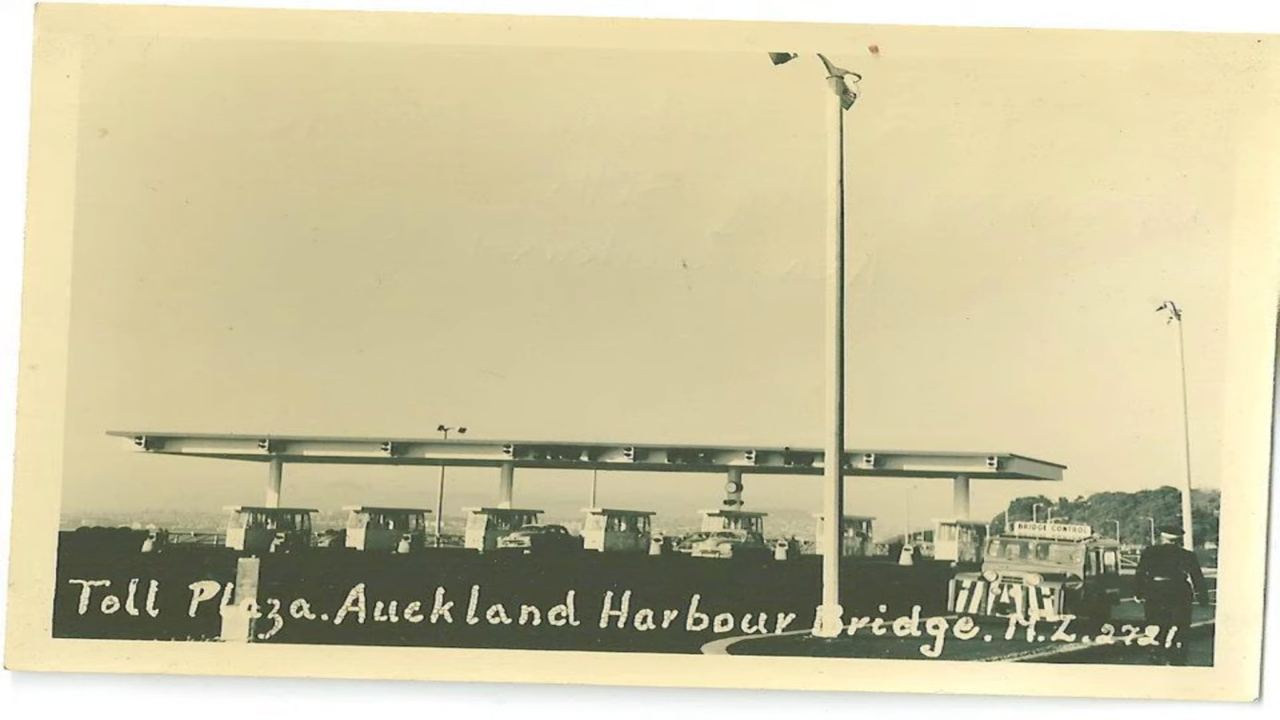 BRIDGE CONTROL
Toll Plaza. Auckland Harbour Bridge. N.Z. 2721.